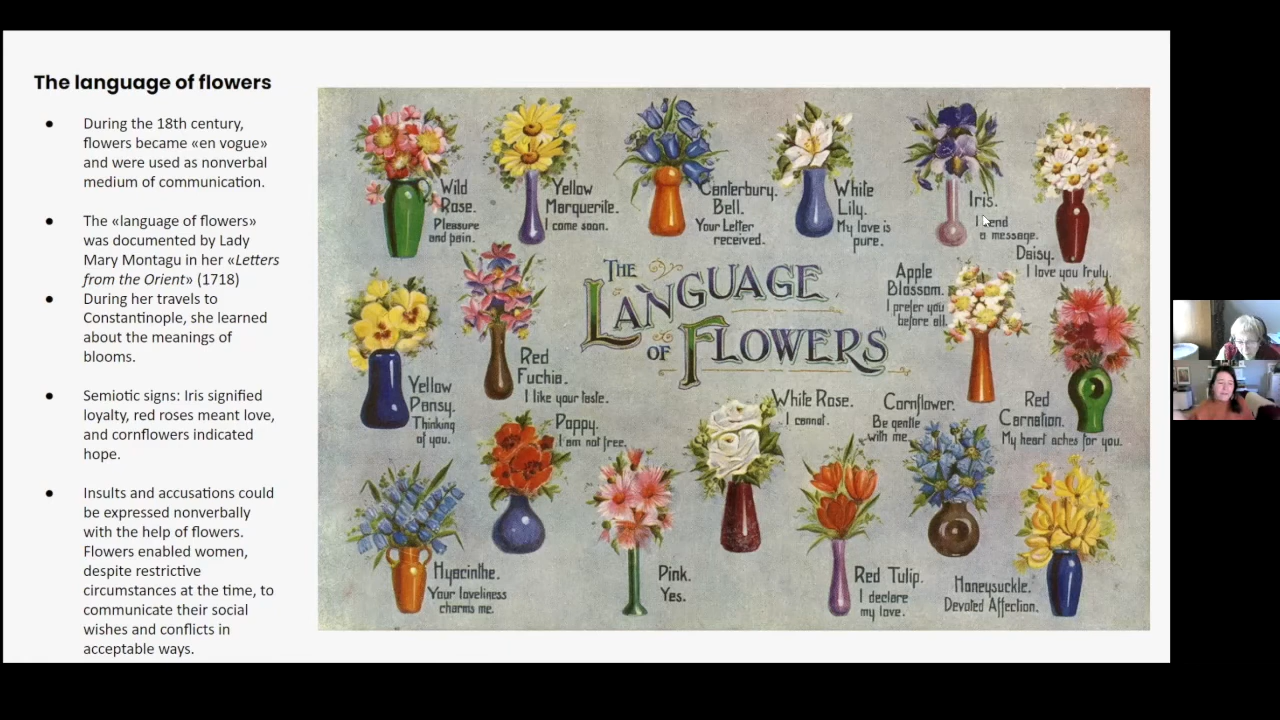 The language of flowers
● During the 18th century,
flowers became «en vogue»
and were used as nonverbal
medium of communication.
● The «language of flowers»
was documented by Lady
Mary Montagu in her «Letters
from the Orient» (1718)
● During her travels to
Constantinople, she learned
about the meanings of
blooms.
● Semiotic signs: Iris signified
loyalty, red roses meant love,
and cornflowers indicated
hope.
● Insults and accusations could
be expressed nonverbally
with the help of flowers.
Flowers enabled women,
despite restrictive
circumstances at the time, to
communicate their social
wishes and conflicts in
acceptable ways.
Wild
Rose.
Pleasure
and pain.
Yellow
Marquerite.
I come soon.
Canterbury.
Bell.
Your Letter
received.
White
Lily.
My love is
pure.
Iris.
I send
a message.
Daisy.
I love you truly.
THE
LANGUAGE
OF FLOWERS
Apple
Blossom.
I prefer you
before all.
Yellow
Pansy.
Thinking
of you.
Red
Fuchia.
I like your taste.
Poppy.
I am not free.
White Rose.
I cannot.
Cornflower.
Be gentle
with me.
Red
Carnation.
My heart aches for you.
Hyacinthe.
Your loveliness
charms me.
Pink.
Yes.
Red Tulip.
I declare
my love.
Honeysuckle.
Devoted Affection.